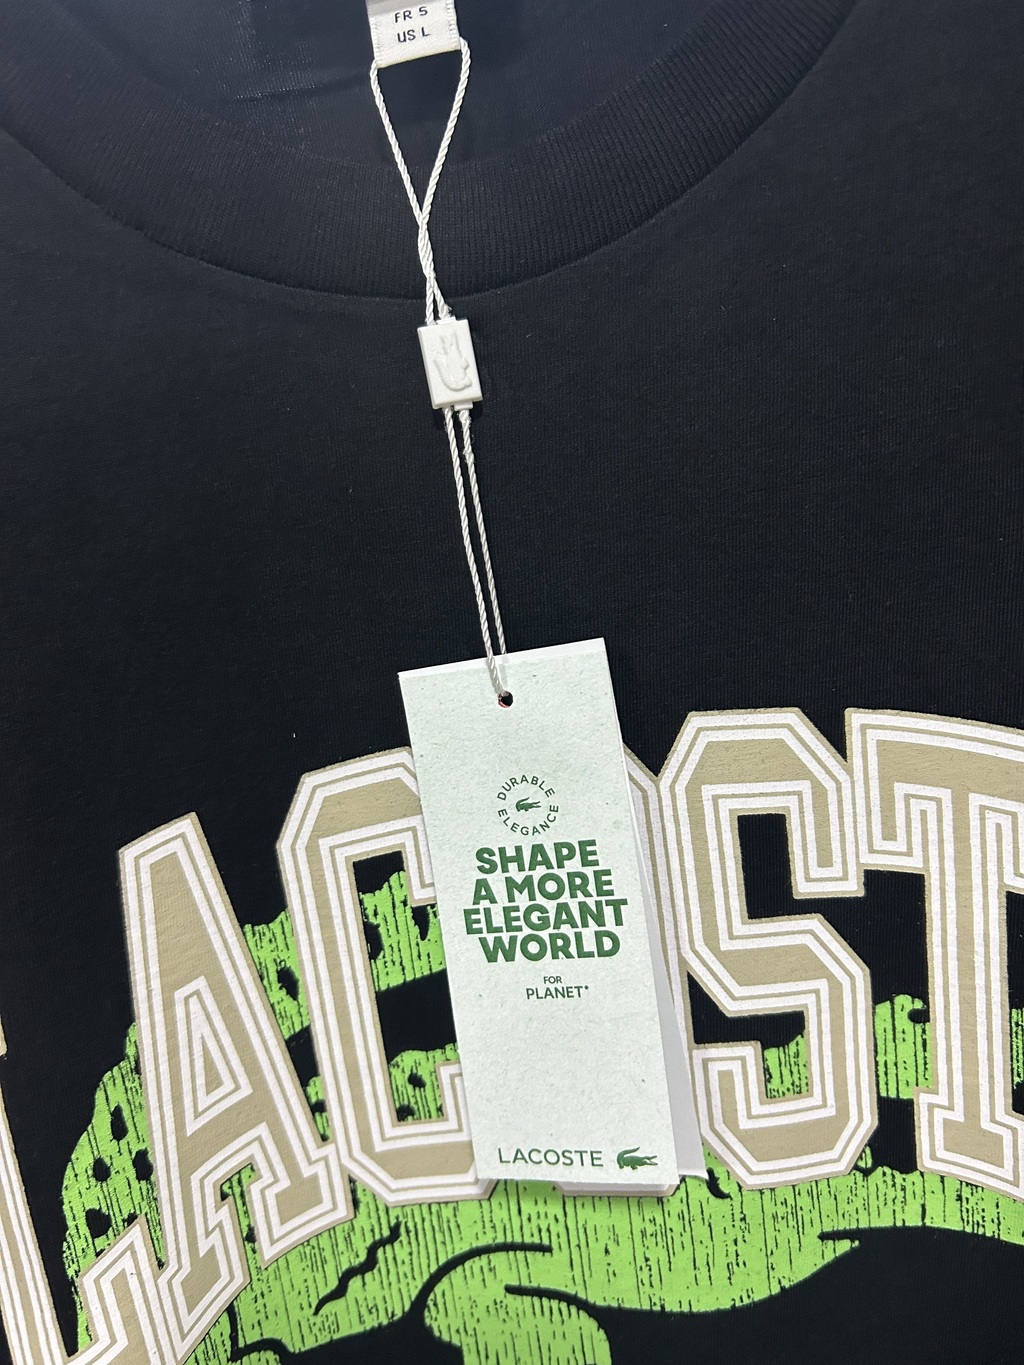 FR 5
US L
DURABLE ELEGANCE
SHAPE
A MORE
ELEGANT
WORLD
FOR
PLANET*
LACOSTE
LACOSTE